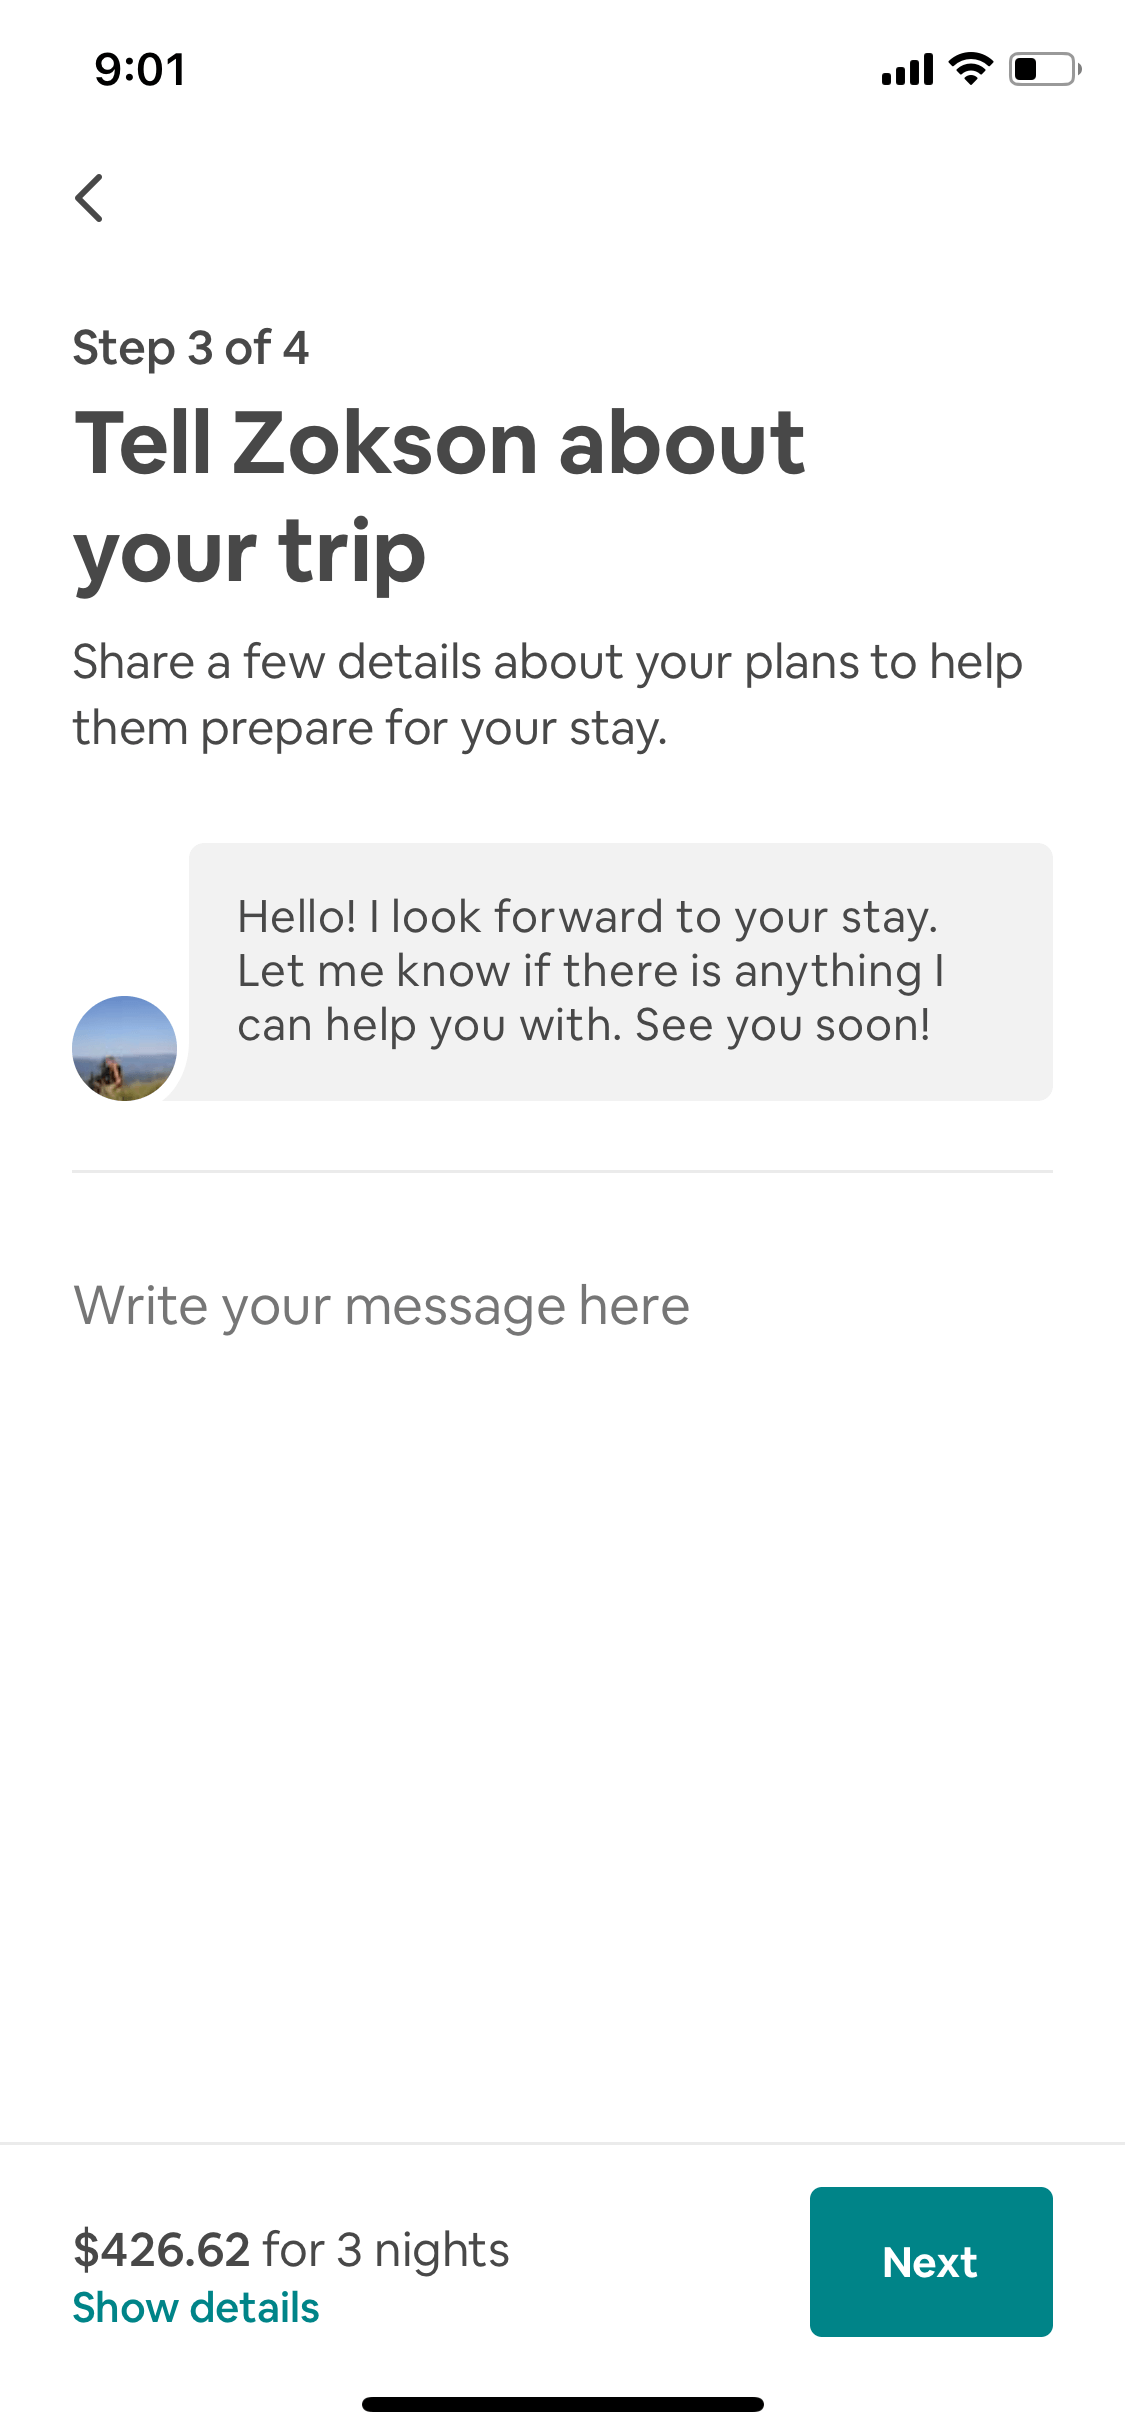 9:01
Step 3 of 4
Tell Zokson about
your trip
Share a few details about your plans to help
them prepare for your stay.
Hello! I look forward to your stay.
Let me know if there is anything I
can help you with. See you soon!
Write your message here
$426.62 for 3 nights
Show details
Next